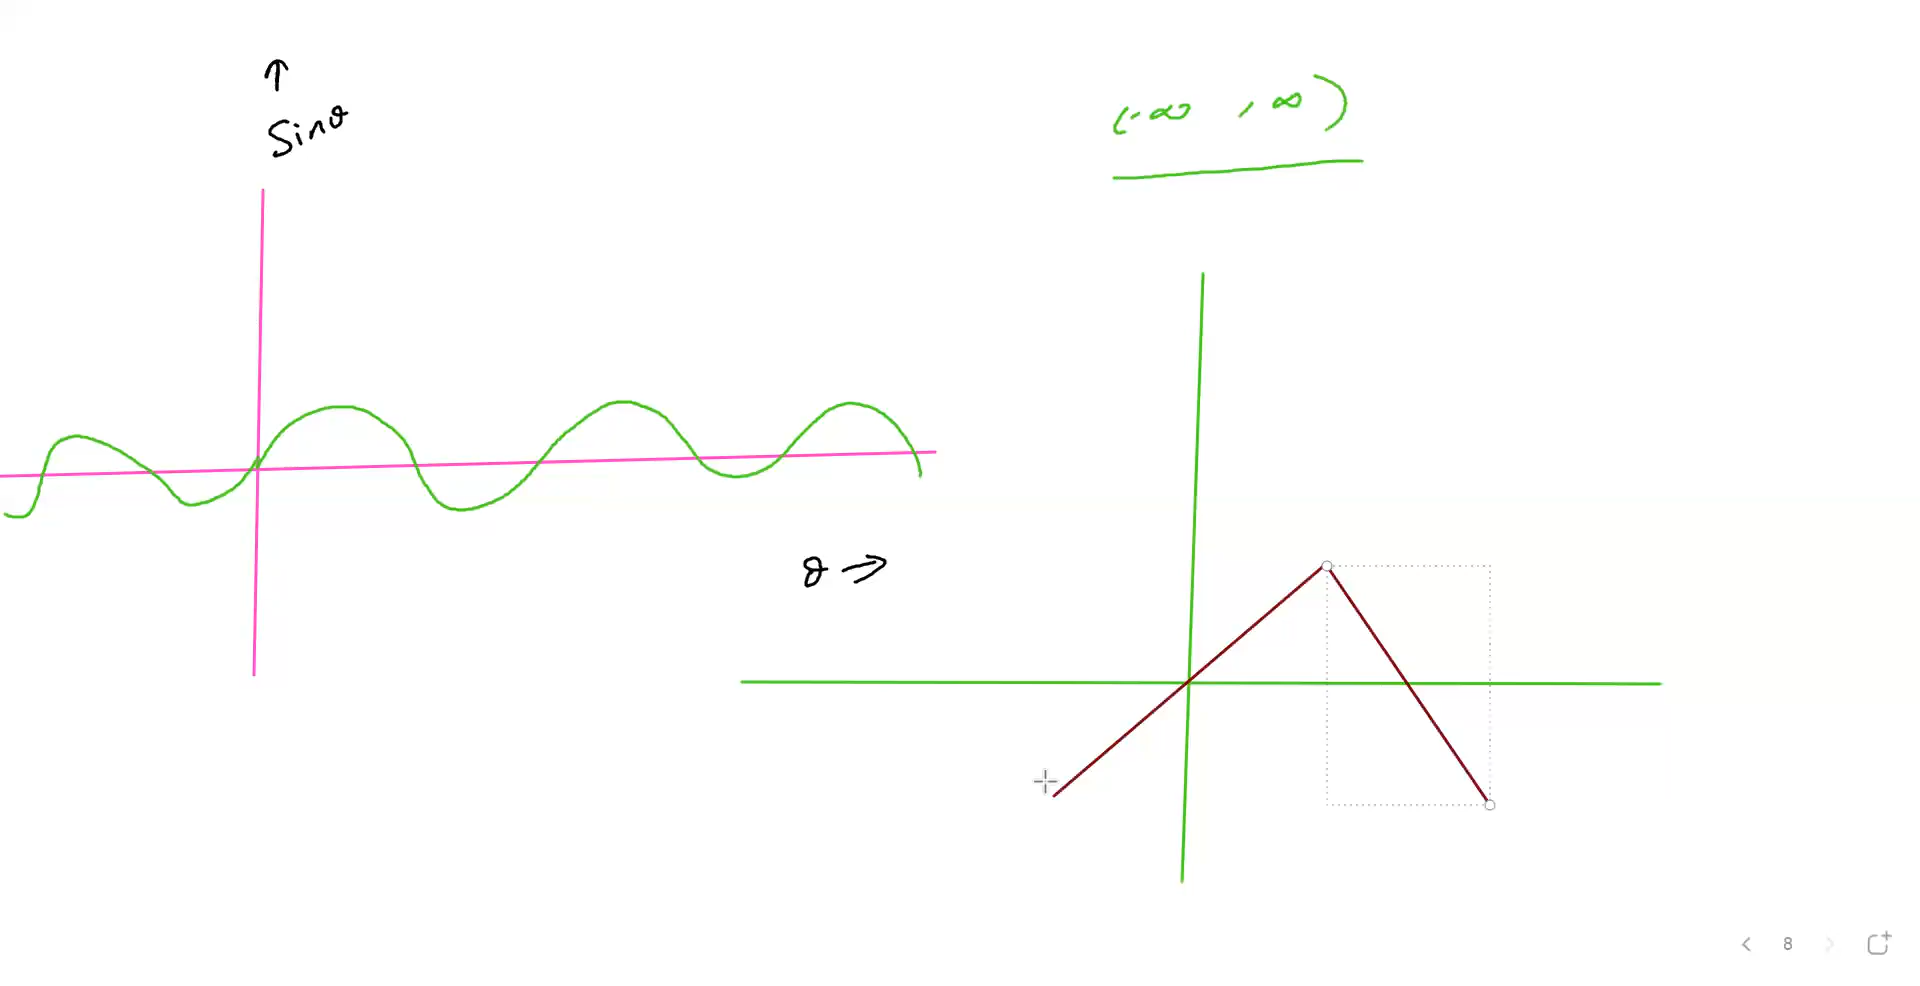 ↑
Sinθ
(-∞ , ∞)
θ →
8